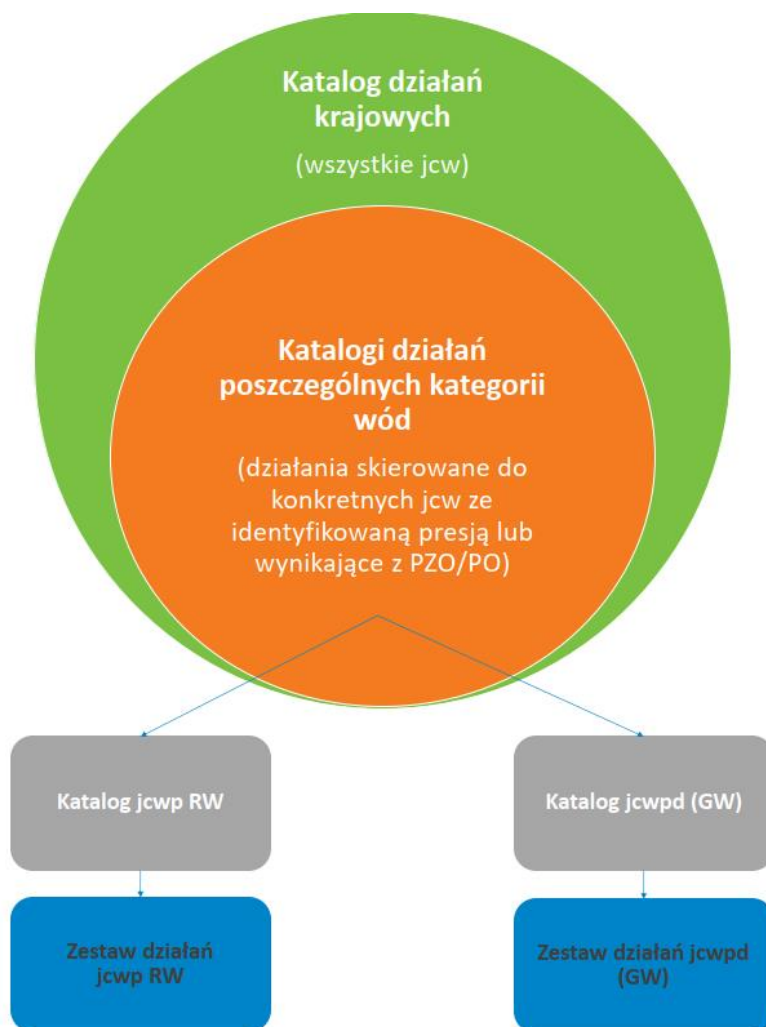 Katalog działań
krajowych
(wszystkie jcw)
Katalogi działań
poszczególnych kategorii
wód
(działania skierowane do
konkretnych jcw ze
identyfikowaną presją lub
wynikające z PZO/PO)
Katalog jcwp RW
Katalog jcwpd (GW)
Zestaw działań
jcwp RW
Zestaw działań jcwpd
(GW)